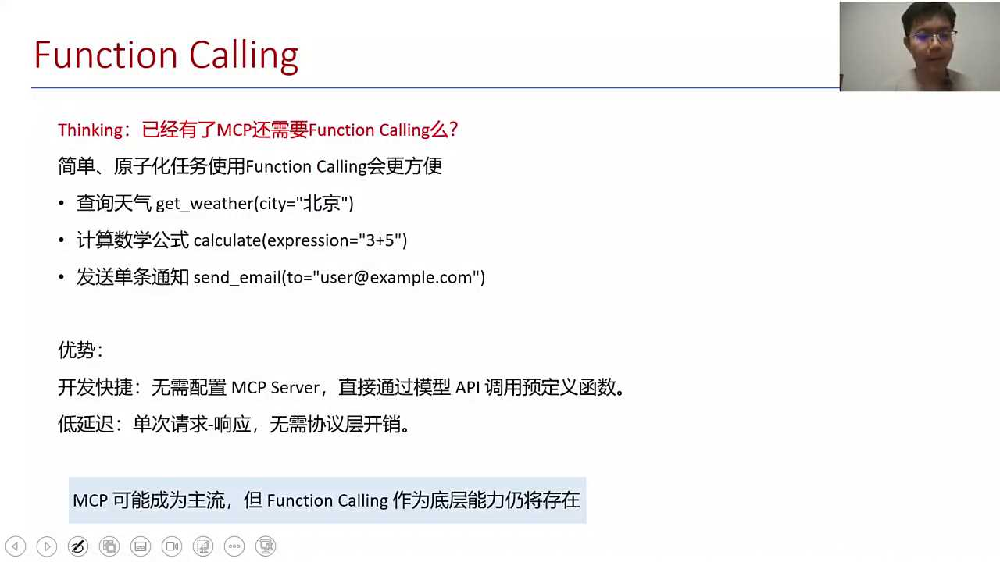 Function Calling
Thinking：已经有了MCP还需要Function Calling么？
简单、原子化任务使用Function Calling会更方便
• 查询天气 get_weather(city="北京")
• 计算数学公式 calculate(expression="3+5")
• 发送单条通知 send_email(to="user@example.com")
优势：
开发快捷：无需配置 MCP Server，直接通过模型 API 调用预定义函数。
低延迟：单次请求-响应，无需协议层开销。
MCP 可能成为主流，但 Function Calling 作为底层能力仍将存在